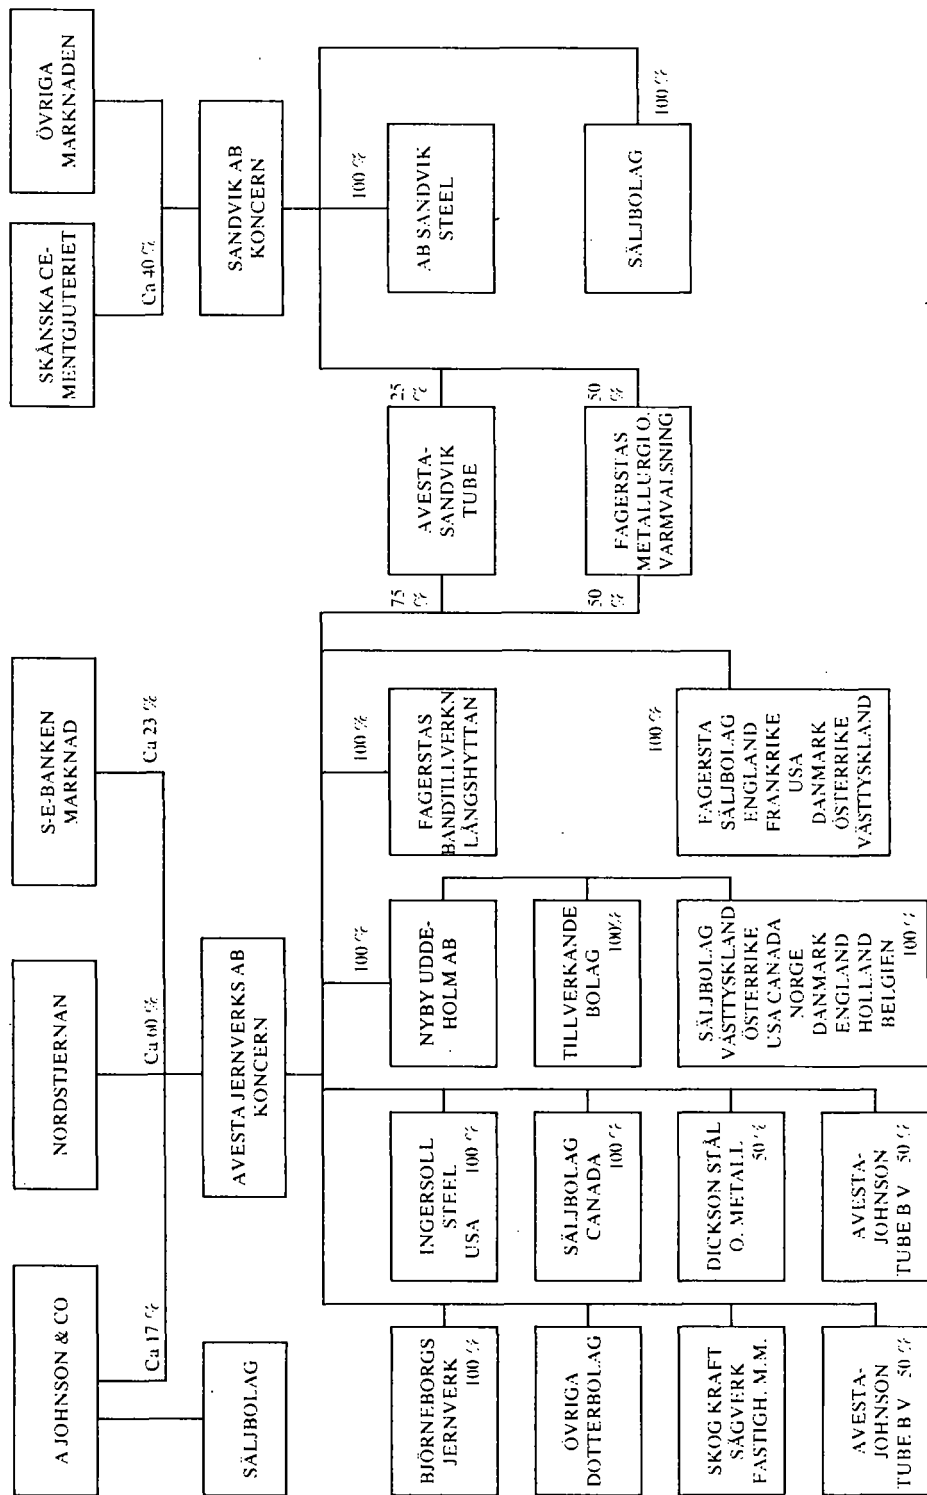 A JOHNSON & CO
NORDSTJERNAN
S-E-BANKEN
MARKNAD
SKÅNSKA CE-
MENTGJUTERIET
ÖVRIGA
MARKNADEN
Ca 17 %
Ca 60 %
Ca 23 %
Ca 40 %
SÄLJBOLAG
AVESTA JERNVERKS AB
KONCERN
SANDVIK AB
KONCERN
100 %
100 %
75
%
25
%
100 %
BJÖRNEBORGS
JERNVERK
100 %
INGERSOLL
STEEL
USA 100 %
NYBY UDDE-
HOLM AB
FAGERSTAS
BANDTILLVERKN
LÅNGSHYTTAN
AVESTA-
SANDVIK
TUBE
AB SANDVIK
STEEL
ÖVRIGA
DOTTERBOLAG
SÄLJBOLAG
CANADA
100 %
TILLVERKANDE
BOLAG
100%
50
%
50
%
100 %
FAGERSTAS
METALLURGI O.
VARMVALSNING
SÄLJBOLAG
SKOG KRAFT
SÅGVERK
FASTIGH. M.M.
DICKSON STÅL
O. METALL
50 %
SÄLJBOLAG
VÄSTTYSKLAND
ÖSTERRIKE
USA CANADA
NORGE
DANMARK
ENGLAND
HOLLAND
BELGIEN
100 %
100 %
FAGERSTA
SÄLJBOLAG
ENGLAND
FRANKRIKE
USA
DANMARK
ÖSTERRIKE
VÄSTTYSKLAND
AVESTA-
JOHNSON
TUBE B V 50 %
AVESTA-
JOHNSON
TUBE B V 50 %